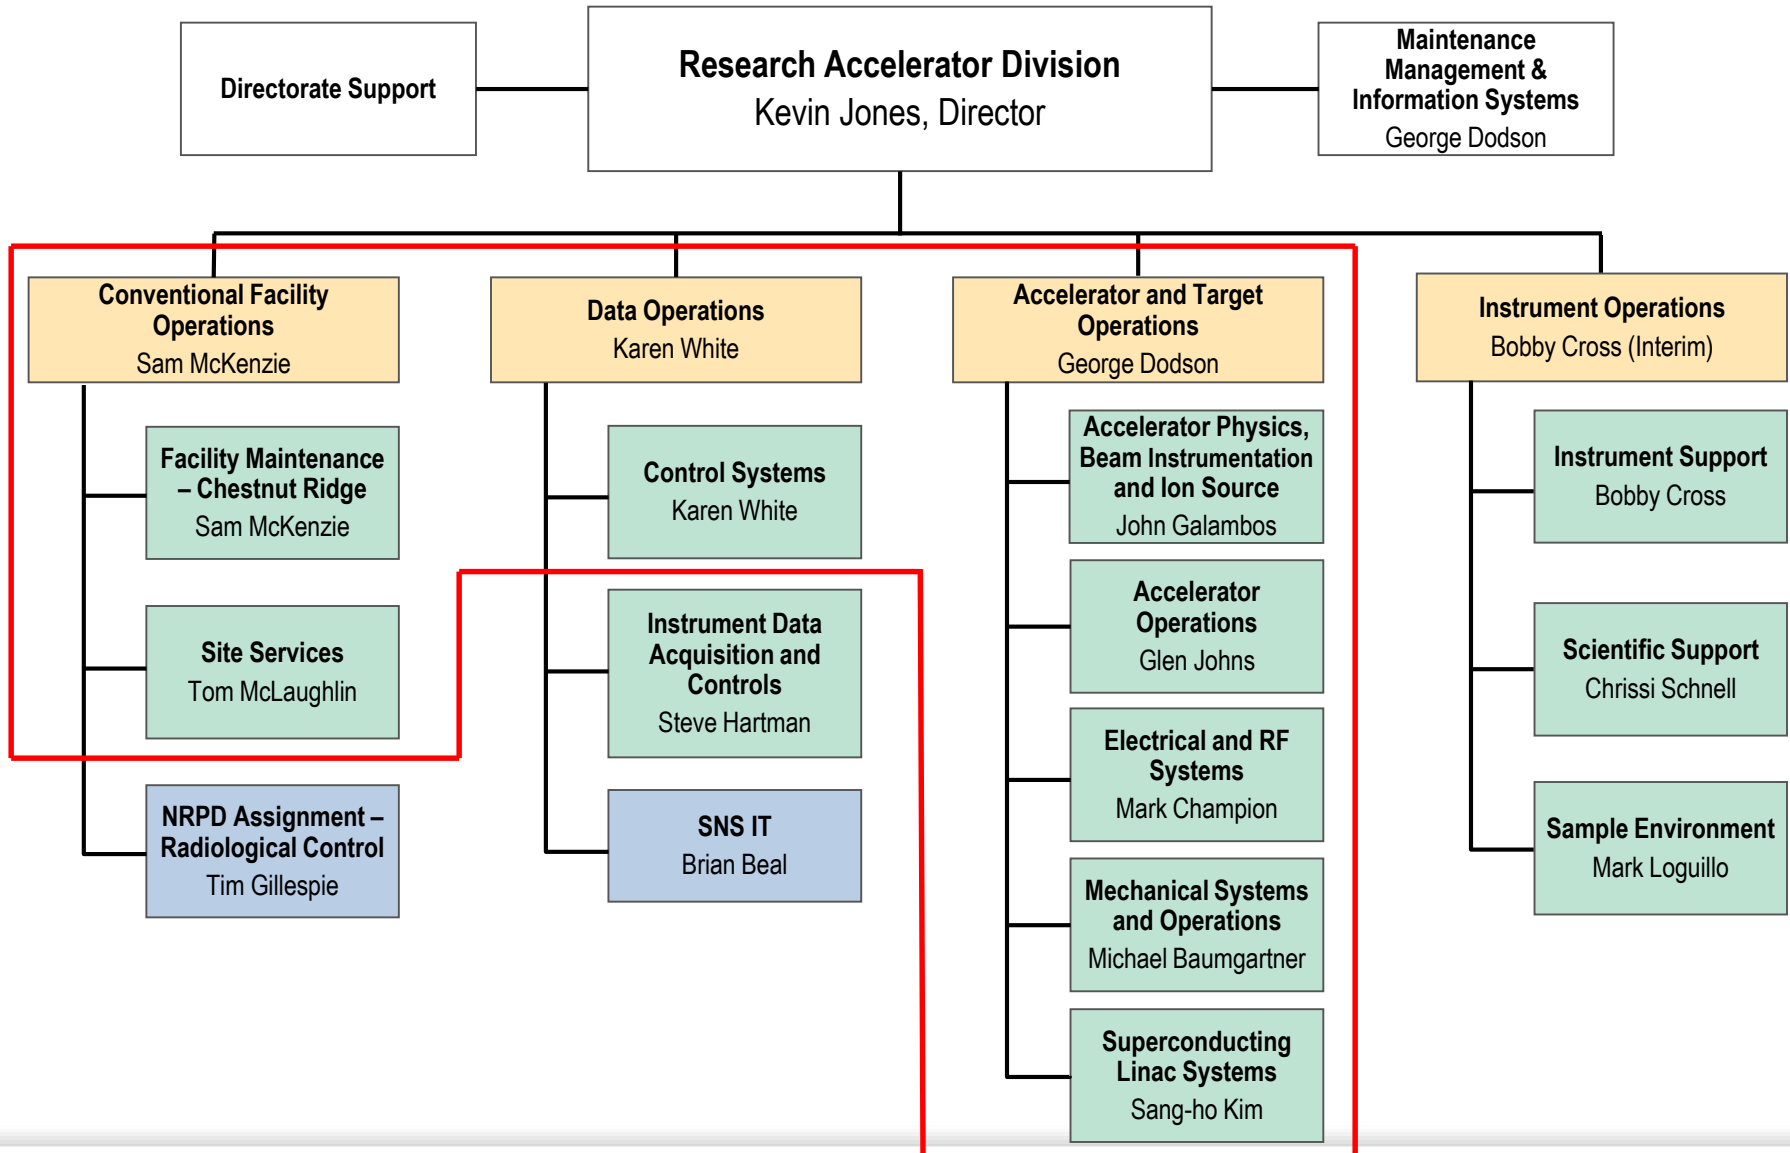 Directorate Support
Research Accelerator Division
Kevin Jones, Director
Maintenance
Management &
Information Systems
George Dodson
Conventional Facility
Operations
Sam McKenzie
Facility Maintenance
– Chestnut Ridge
Sam McKenzie
Site Services
Tom McLaughlin
NRPD Assignment –
Radiological Control
Tim Gillespie
Data Operations
Karen White
Control Systems
Karen White
Instrument Data
Acquisition and
Controls
Steve Hartman
SNS IT
Brian Beal
Accelerator and Target
Operations
George Dodson
Accelerator Physics,
Beam Instrumentation
and Ion Source
John Galambos
Accelerator
Operations
Glen Johns
Electrical and RF
Systems
Mark Champion
Mechanical Systems
and Operations
Michael Baumgartner
Superconducting
Linac Systems
Sang-ho Kim
Instrument Operations
Bobby Cross (Interim)
Instrument Support
Bobby Cross
Scientific Support
Chrissi Schnell
Sample Environment
Mark Loguillo